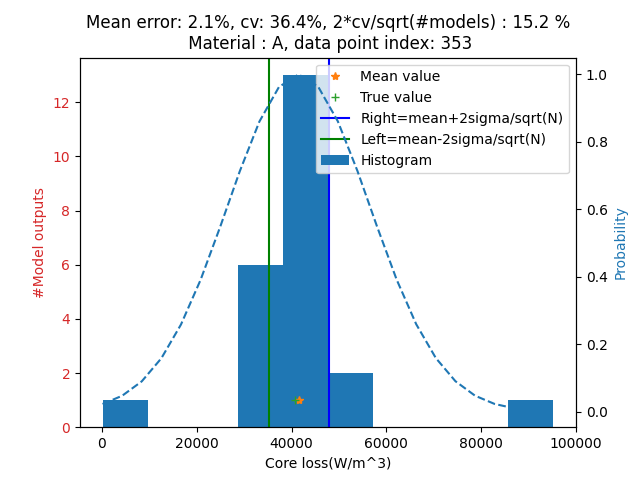 Mean error: 2.1%, cv: 36.4%, 2*cv/sqrt(#models) : 15.2 %
Material : A, data point index: 353
Mean value
True value
Right=mean+2sigma/sqrt(N)
Left=mean-2sigma/sqrt(N)
Histogram
#Model outputs
12
10
8
6
4
2
0
1.0
0.8
0.6
0.4
0.2
0.0
Probability
0
20000
40000
60000
80000
100000
Core loss(W/m^3)